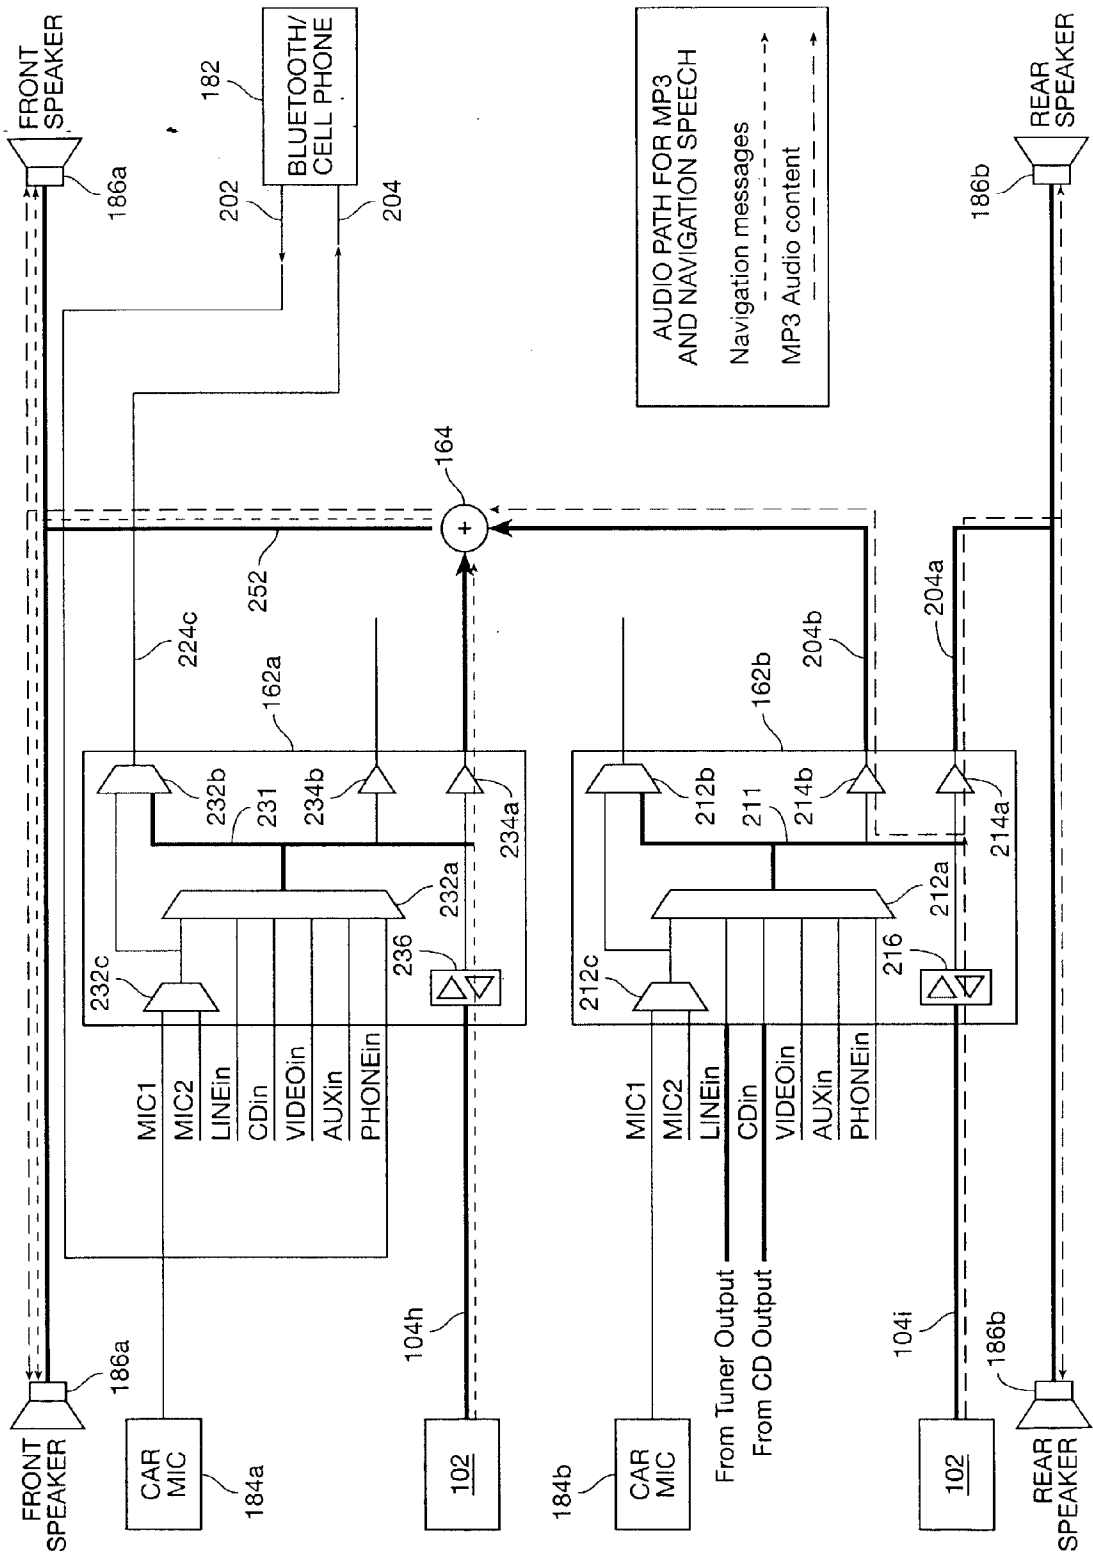 FRONT
SPEAKER
186a
182
BLUETOOTH/
CELL PHONE
202
204
AUDIO PATH FOR MP3
AND NAVIGATION SPEECH
Navigation messages
MP3 Audio content
REAR
SPEAKER
186b
164
+
252
224c
162a
232b
231
234b
234a
232a
232c
236
204b
204a
162b
212b
211
214b
214a
212a
212c
216
MIC1
MIC2
LINEin
CDin
VIDEOin
AUXin
PHONEin
MIC1
MIC2
LINEin
CDin
VIDEOin
AUXin
PHONEin
From Tuner Output
From CD Output
104h
104i
186a
FRONT
SPEAKER
CAR
MIC
184a
102
CAR
MIC
184b
102
186b
REAR
SPEAKER